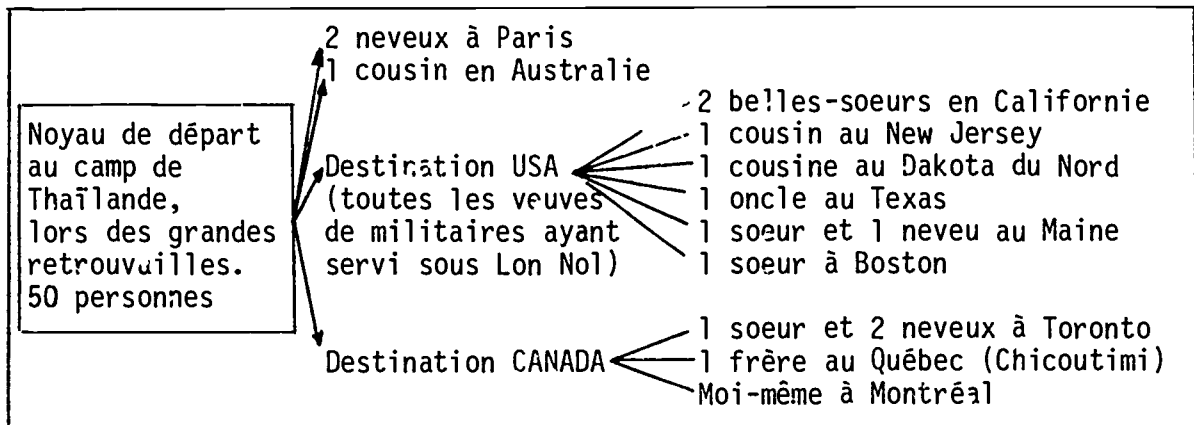 2 neveux à Paris
1 cousin en Australie
Noyau de départ
au camp de
Thaïlande,
lors des grandes
retrouvailles.
50 personnes
Destination USA
(toutes les veuves
de militaires ayant
servi sous Lon Nol)
2 belles-soeurs en Californie
1 cousin au New Jersey
1 cousine au Dakota du Nord
1 oncle au Texas
1 soeur et 1 neveu au Maine
1 soeur à Boston
Destination CANADA
1 soeur et 2 neveux à Toronto
1 frère au Québec (Chicoutimi)
Moi-même à Montréal